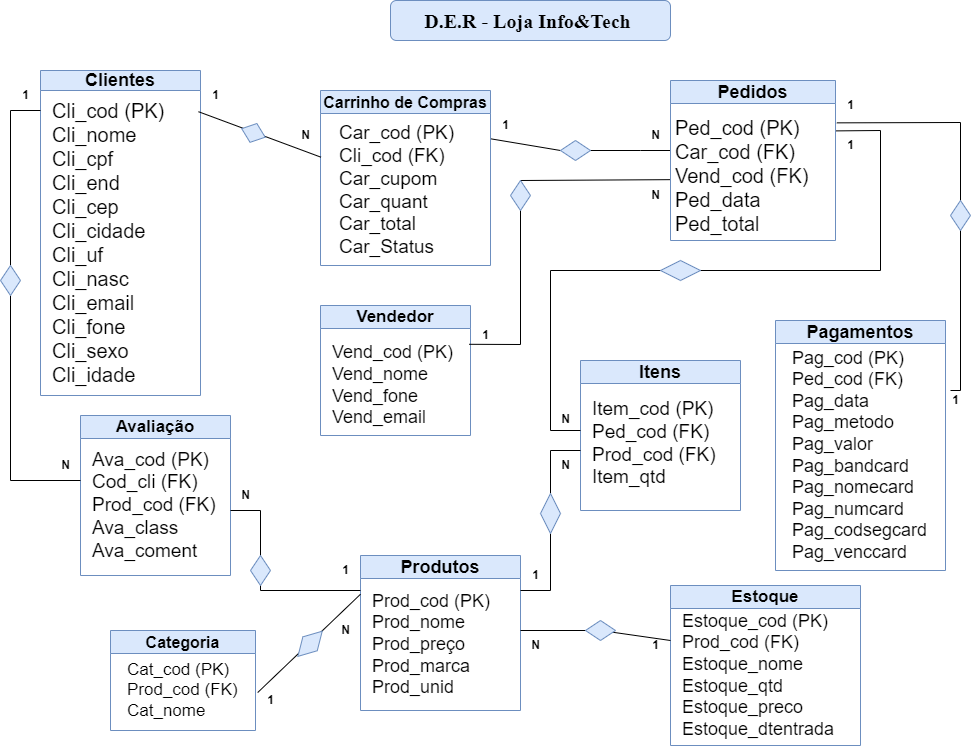 D.E.R - Loja Info&Tech
Clientes
1
1
Cli_cod (PK)
Cli_nome
Cli_cpf
Cli_end
Cli_cep
Cli_cidade
Cli_uf
Cli_nasc
Cli_email
Cli_fone
Cli_sexo
Cli_idade
N
Carrinho de Compras
Car_cod (PK)
Cli_cod (FK)
Car_cupom
Car_quant
Car_total
Car_Status
1
N
N
Pedidos
Ped_cod (PK)
Car_cod (FK)
Vend_cod (FK)
Ped_data
Ped_total
1
1
Vendedor
Vend_cod (PK)
Vend_nome
Vend_fone
Vend_email
1
Itens
Item_cod (PK)
Ped_cod (FK)
Prod_cod (FK)
Item_qtd
N
N
Pagamentos
Pag_cod (PK)
Ped_cod (FK)
Pag_data
Pag_metodo
Pag_valor
Pag_bandcard
Pag_nomecard
Pag_numcard
Pag_codsegcard
Pag_venccard
1
Avaliação
Ava_cod (PK)
Cod_cli (FK)
Prod_cod (FK)
Ava_class
Ava_coment
N
N
Produtos
Prod_cod (PK)
Prod_nome
Prod_preço
Prod_marca
Prod_unid
1
1
N
N
Categoria
Cat_cod (PK)
Prod_cod (FK)
Cat_nome
1
Estoque
Estoque_cod (PK)
Prod_cod (FK)
Estoque_nome
Estoque_qtd
Estoque_preco
Estoque_dtentrada
1